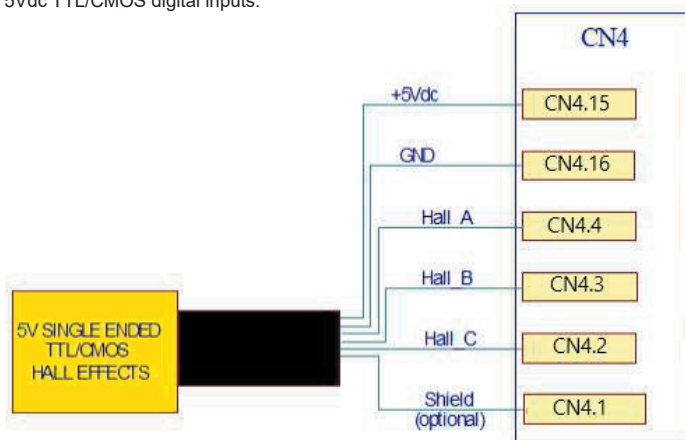 5Vdc TTL/CMOS digital inputs.
CN4
+5Vdc
CN4.15
GND
CN4.16
Hall_A
CN4.4
Hall_B
CN4.3
5V SINGLE ENDED
TTL/CMOS
HALL EFFECTS
Hall_C
CN4.2
Shield
(optional)
CN4.1